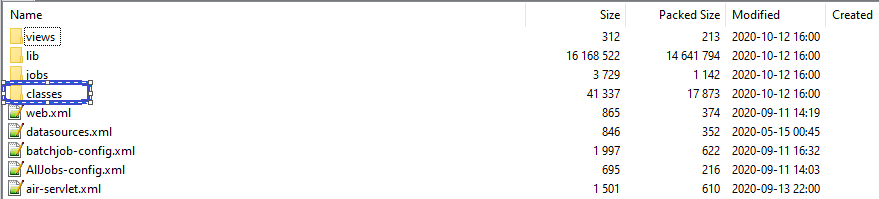 Name Size Packed Size Modified Created
views 312 213 2020-10-12 16:00
lib 16 168 522 14 641 794 2020-10-12 16:00
jobs 3 729 1 142 2020-10-12 16:00
classes 41 337 17 873 2020-10-12 16:00
web.xml 865 374 2020-09-11 14:19
datasources.xml 846 352 2020-05-15 00:45
batchjob-config.xml 1 997 622 2020-09-11 16:32
AllJobs-config.xml 695 216 2020-09-11 14:03
air-servlet.xml 1 501 610 2020-09-13 22:00